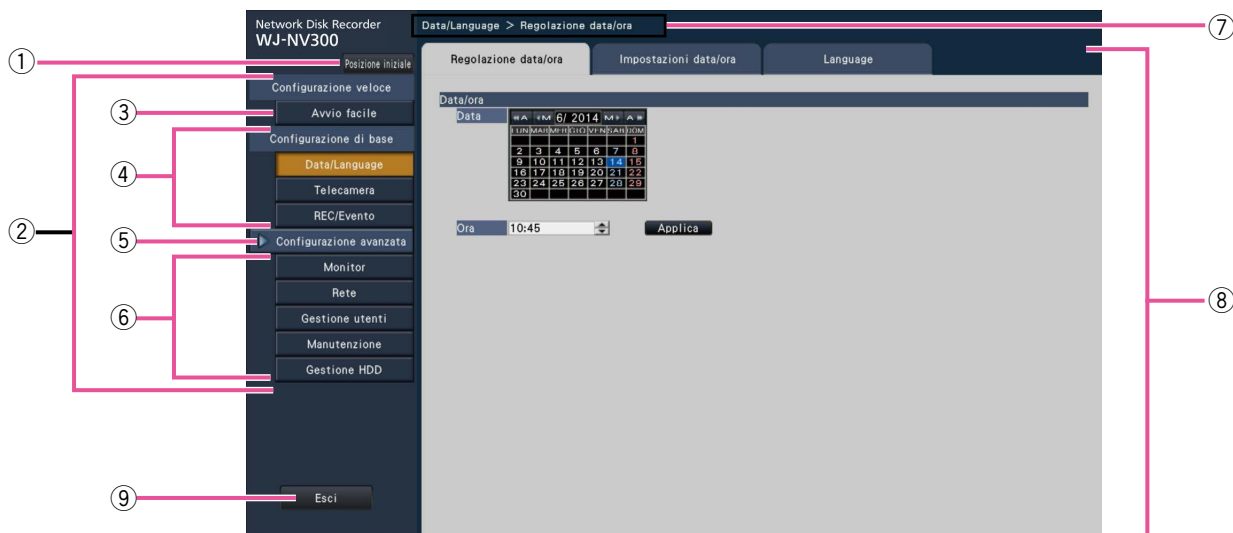 Network Disk Recorder
WJ-NV300
Data/Language > Regolazione data/ora
⑦
①
Posizione iniziale
Regolazione data/ora
Impostazioni data/ora
Language
②
Configurazione veloce
③
Avvio facile
④
Configurazione di base
Data/Language
Telecamera
REC/Evento
⑤
Configurazione avanzata
⑥
Monitor
Rete
Gestione utenti
Manutenzione
Gestione HDD
⑨
Esci
Data/ora
Data
«A ‹M 6/ 2014 M› A»
LUN MAR MER GIO VEN SAB DOM
1
2 3 4 5 6 7 8
9 10 11 12 13 14 15
16 17 18 19 20 21 22
23 24 25 26 27 28 29
30
Ora
10:45
Applica
⑧